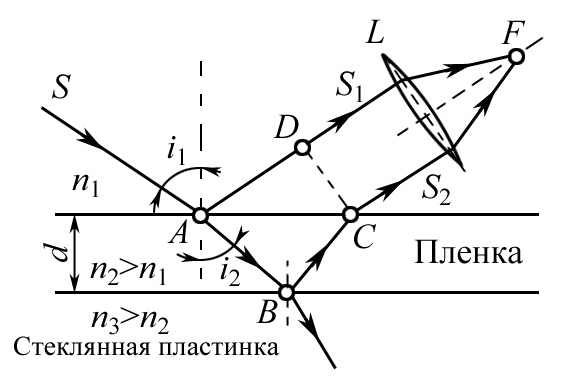 L
F
S
S₁
D
i₁
n₁
S₂
A
C
d
i₂
Пленка
n₂>n₁
B
n₃>n₂
Стеклянная пластинка